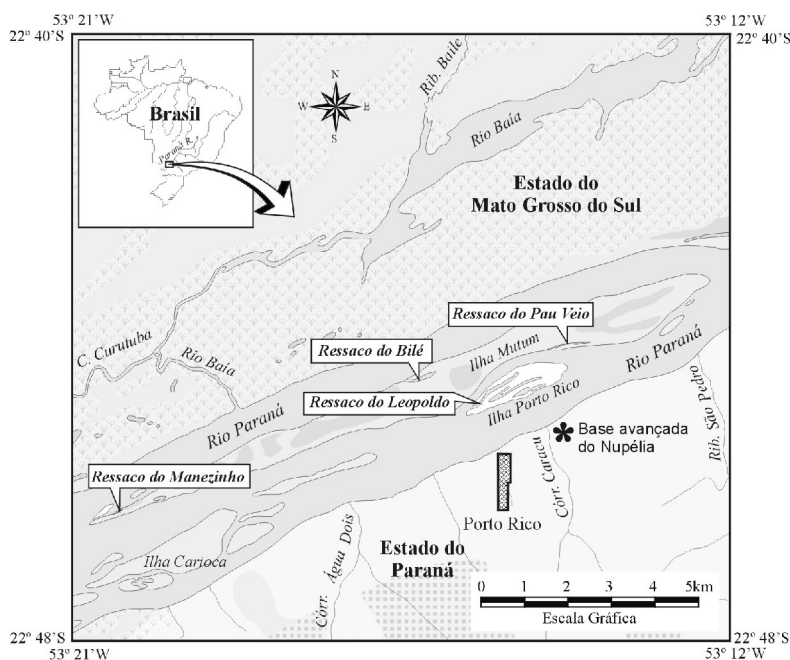 53° 21'W
53° 12'W
22° 40'S
22° 40'S
Brasil
Paraná R.
N
W
E
S
Rib. Baile
Rio Baía
Estado do
Mato Grosso do Sul
C. Curutuba
Rio Baía
Ressaco do Pau Veio
Ressaco do Bilé
Ilha Mutum
Rio Paraná
Ressaco do Leopoldo
Ilha Porto Rico
Rio Paraná
Rib. São Pedro
Base avançada
do Nupélia
Córr. Caracu
Ressaco do Manezinho
Porto Rico
Ilha Carioca
Córr. Água Dois
Estado do
Paraná
0 1 2 3 4 5km
Escala Gráfica
22° 48'S
22° 48'S
53° 21'W
53° 12'W